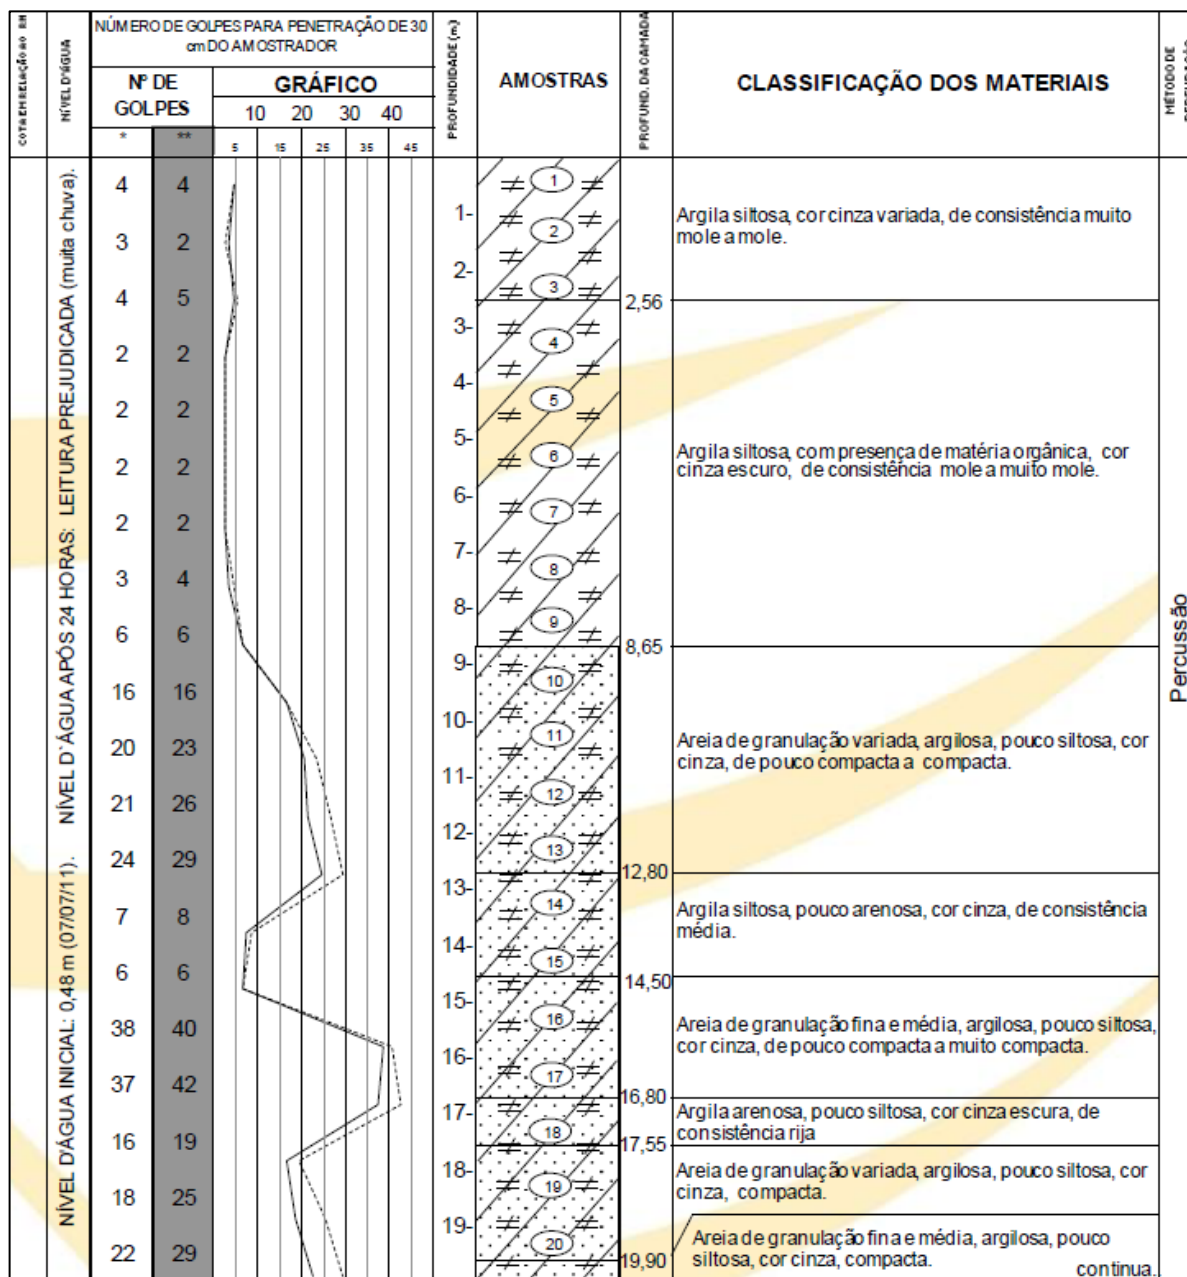 COTA EM RELAÇÃO AO RN
NÍVEL D'ÁGUA
NÚMERO DE GOLPES PARA PENETRAÇÃO DE 30
cm DO AMOSTRADOR
Nº DE
GOLPES
GRÁFICO
10 20 30 40
* **
5 15 25 35 45
PROFUNDIDADE (m)
AMOSTRAS
PROFUND. DA CAMADA
CLASSIFICAÇÃO DOS MATERIAIS
MÉTODO DE
NÍVEL D'ÁGUA INICIAL: 0,48 m (07/07/11). NÍVEL D`ÁGUA APÓS 24 HORAS: LEITURA PREJUDICADA (muita chuva).
4 4
3 2
4 5
2 2
2 2
2 2
2 2
3 4
6 6
16 16
20 23
21 26
24 29
7 8
6 6
38 40
37 42
16 19
18 25
22 29
1-
2-
3-
4-
5-
6-
7-
8-
9-
10-
11-
12-
13-
14-
15-
16-
17-
18-
19-
1
2
3
4
5
6
7
8
9
10
11
12
13
14
15
16
17
18
19
20
2,56
8,65
12,80
14,50
16,80
17,55
19,90
Argila siltosa, cor cinza variada, de consistência muito
mole a mole.
Argila siltosa, com presença de matéria orgânica, cor
cinza escuro, de consistência mole a muito mole.
Areia de granulação variada, argilosa, pouco siltosa, cor
cinza, de pouco compacta a compacta.
Argila siltosa, pouco arenosa, cor cinza, de consistência
média.
Areia de granulação fina e média, argilosa, pouco siltosa,
cor cinza, de pouco compacta a muito compacta.
Argila arenosa, pouco siltosa, cor cinza escura, de
consistência rija
Areia de granulação variada, argilosa, pouco siltosa, cor
cinza, compacta.
Areia de granulação fina e média, argilosa, pouco
siltosa, cor cinza, compacta.
continua.
Percussão